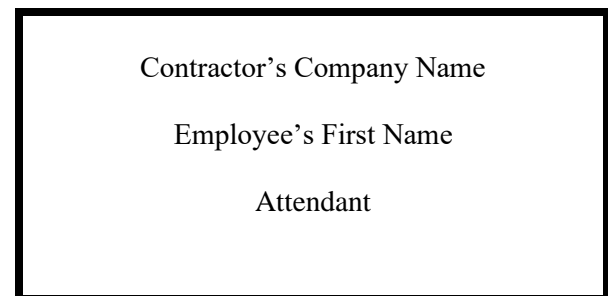 Contractor’s Company Name
Employee’s First Name
Attendant